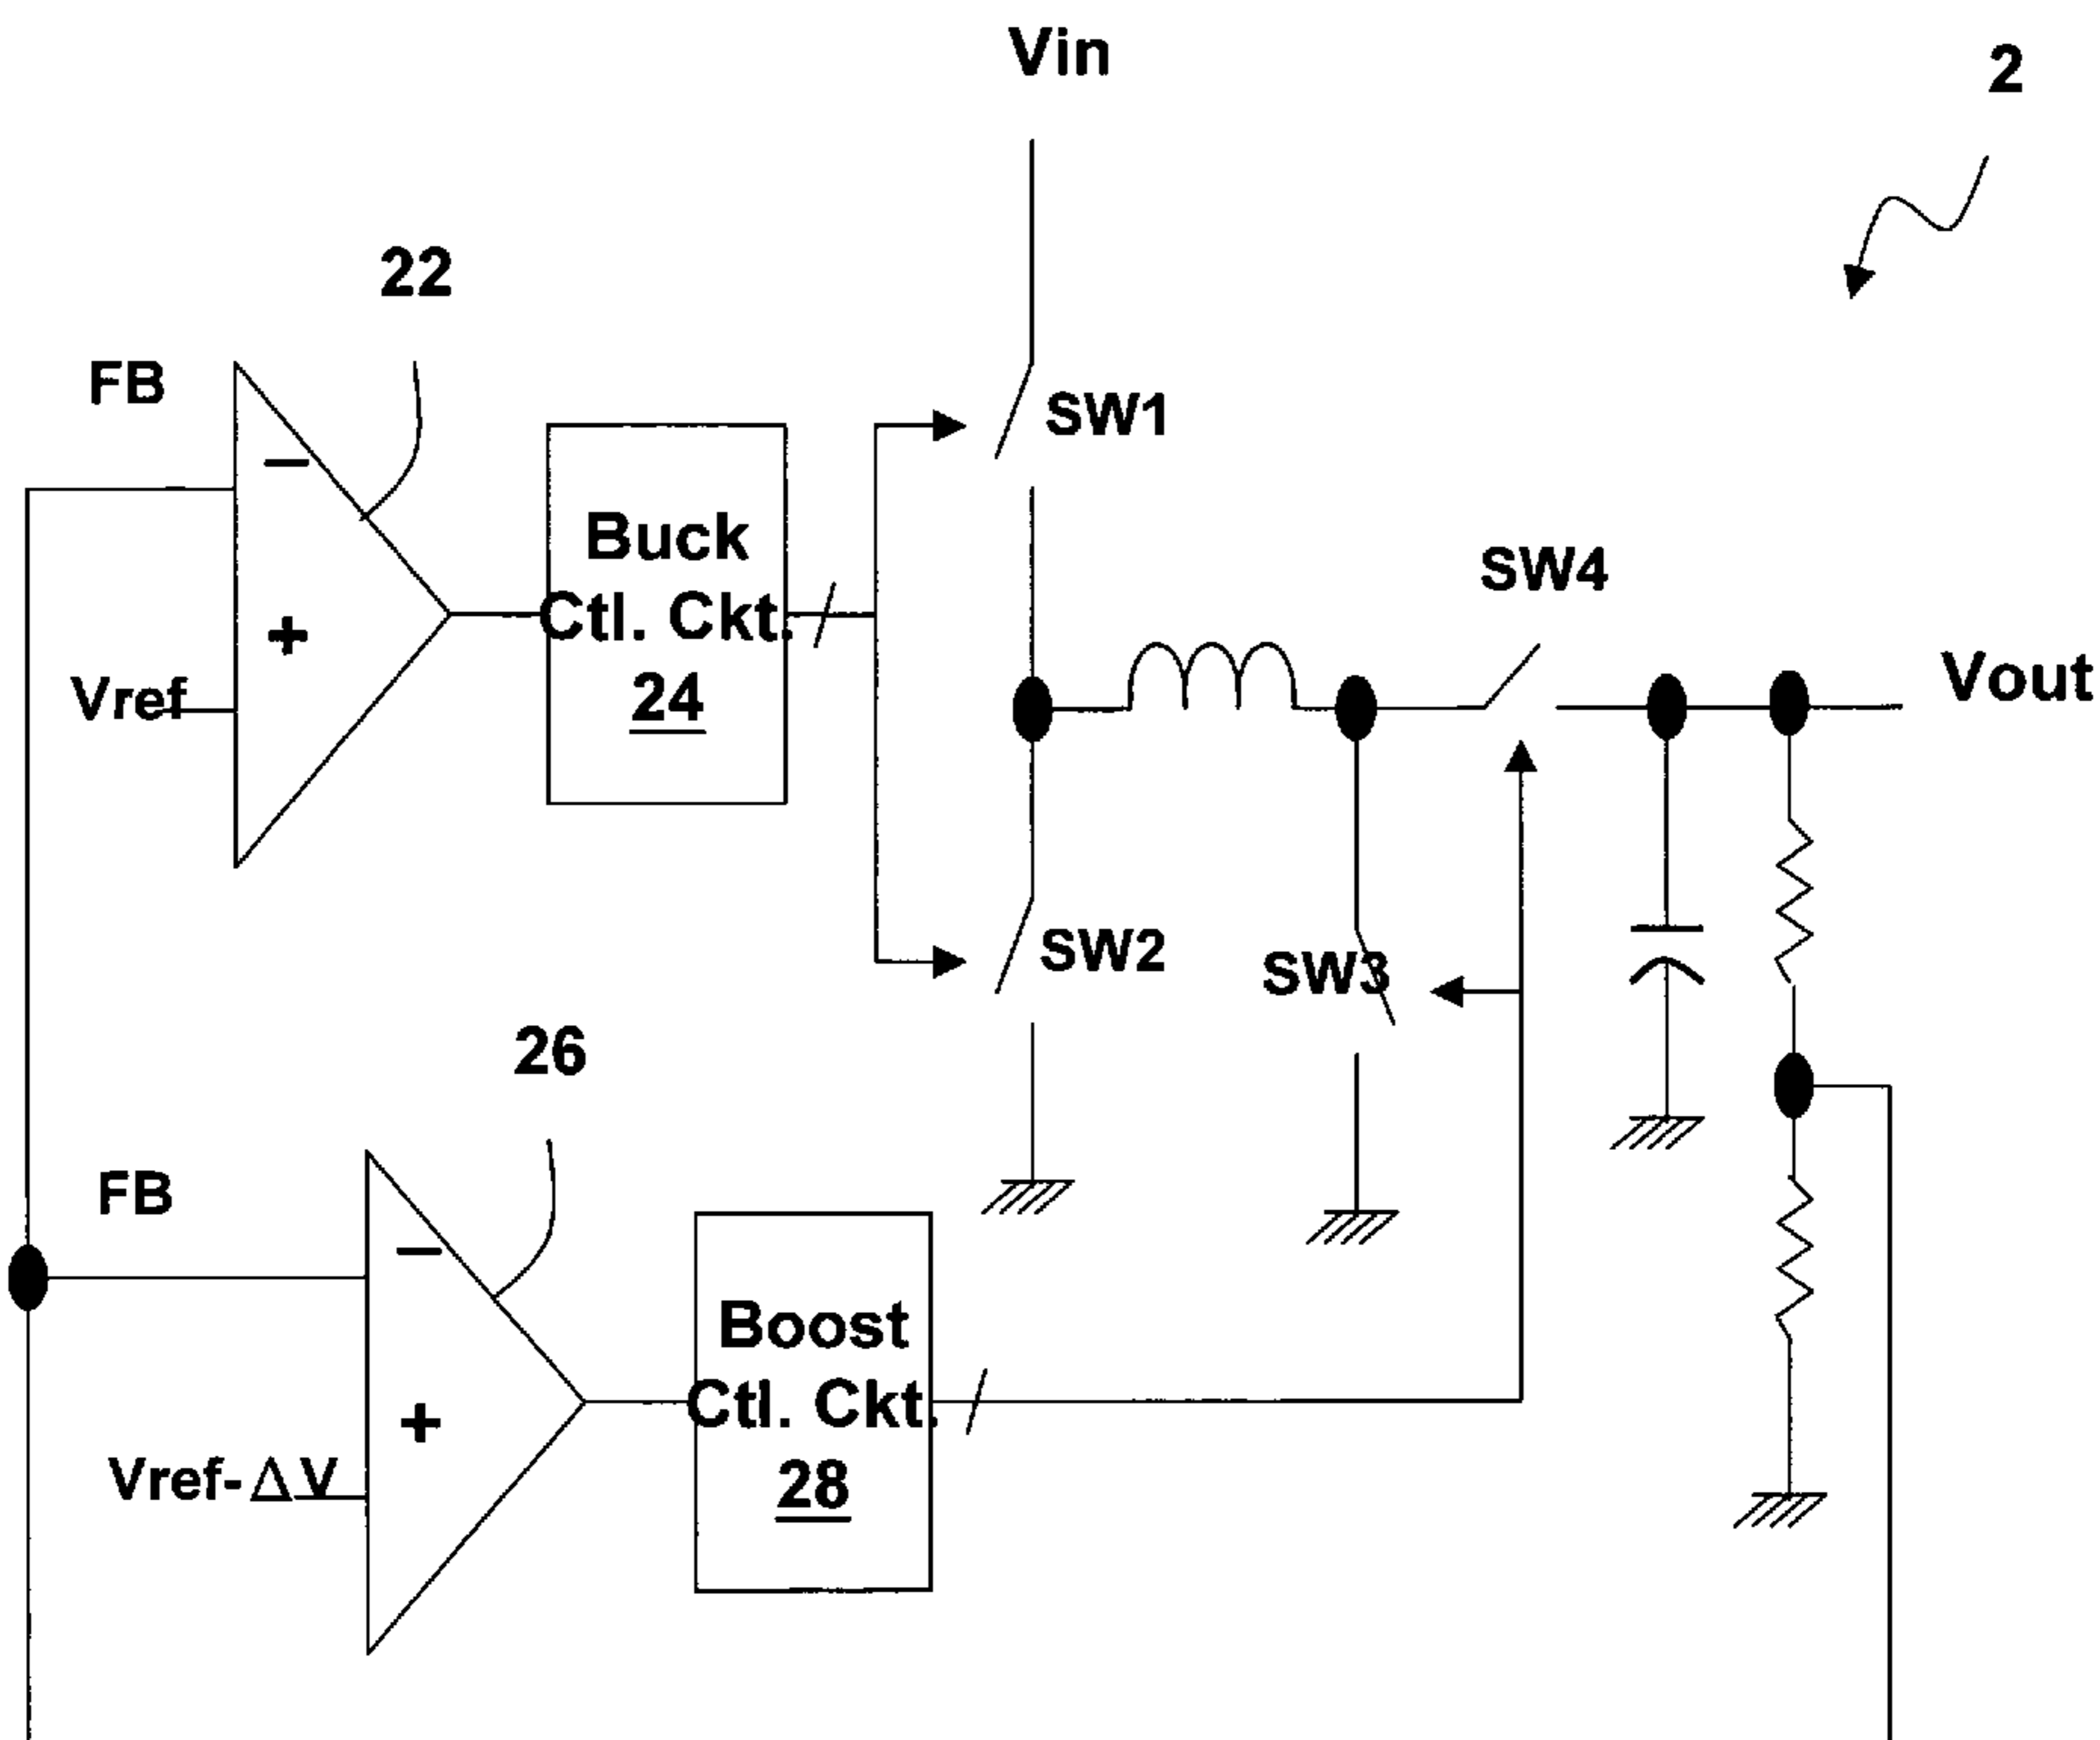 Vin
2
22
FB
SW1
−
Buck
Ctl. Ckt.
24
+
Vref
SW4
Vout
SW2
SW3
26
FB
−
Boost
Ctl. Ckt.
28
+
Vref-ΔV